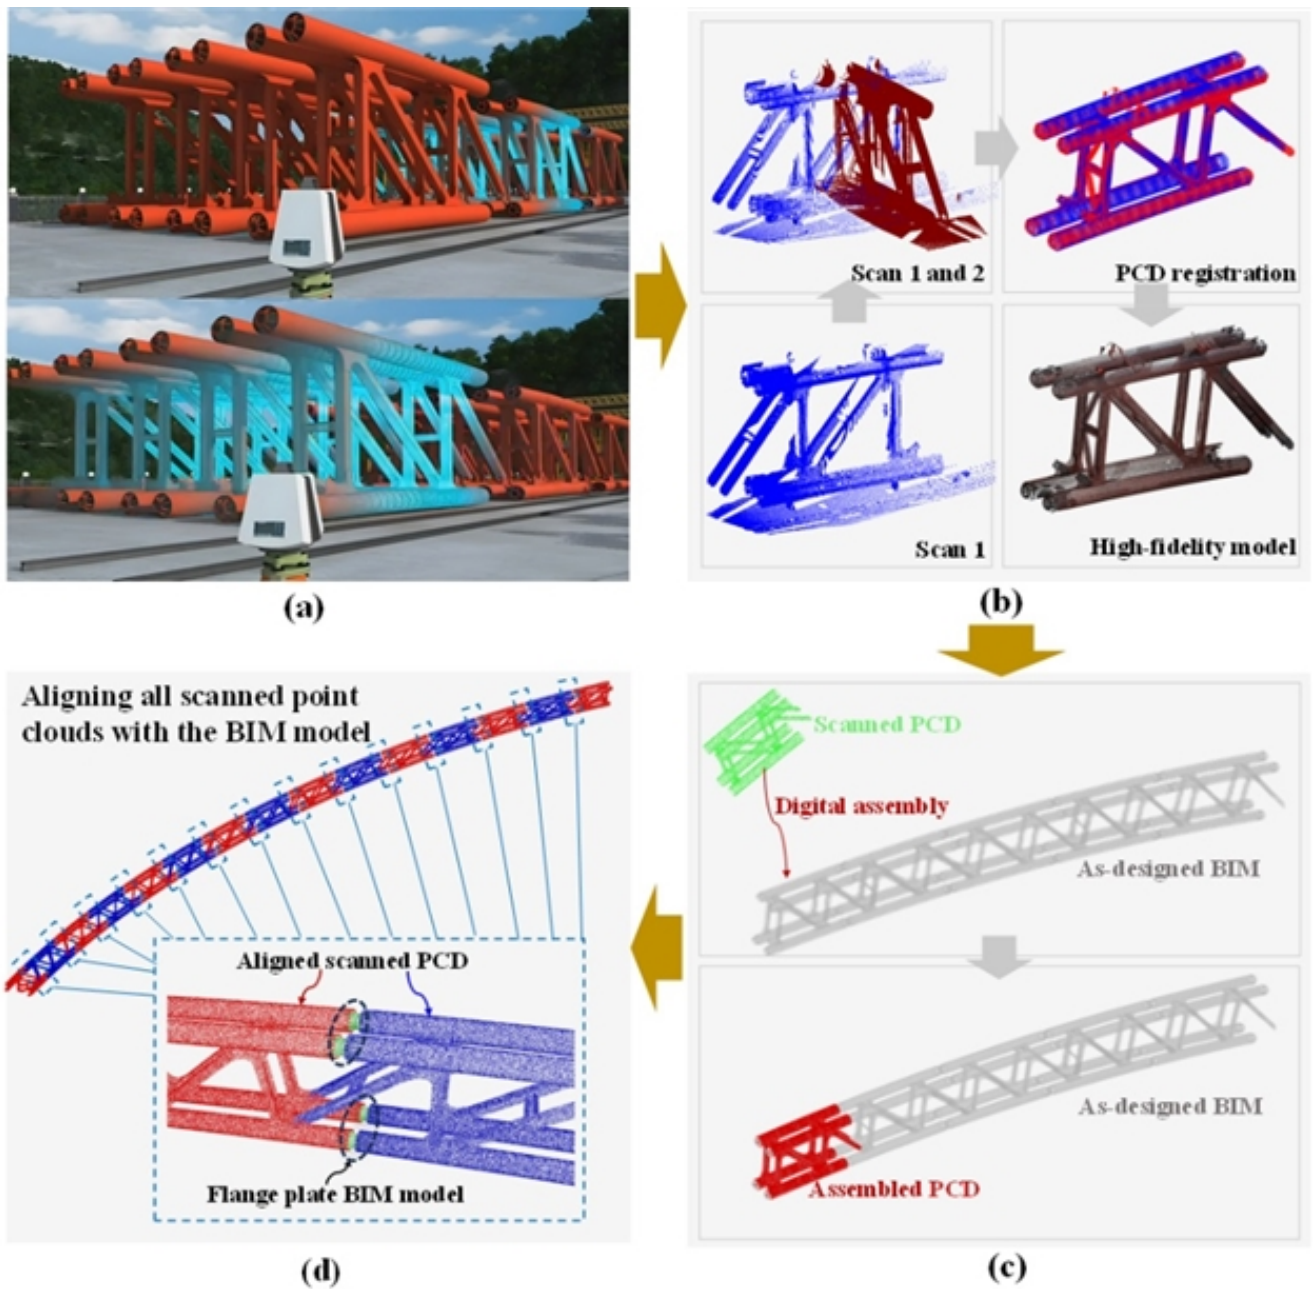 Scan 1 and 2
PCD registration
Scan 1
High-fidelity model
(a)
(b)
Aligning all scanned point
clouds with the BIM model
Aligned scanned PCD
Flange plate BIM model
Scanned PCD
Digital assembly
As-designed BIM
As-designed BIM
Assembled PCD
(d)
(c)